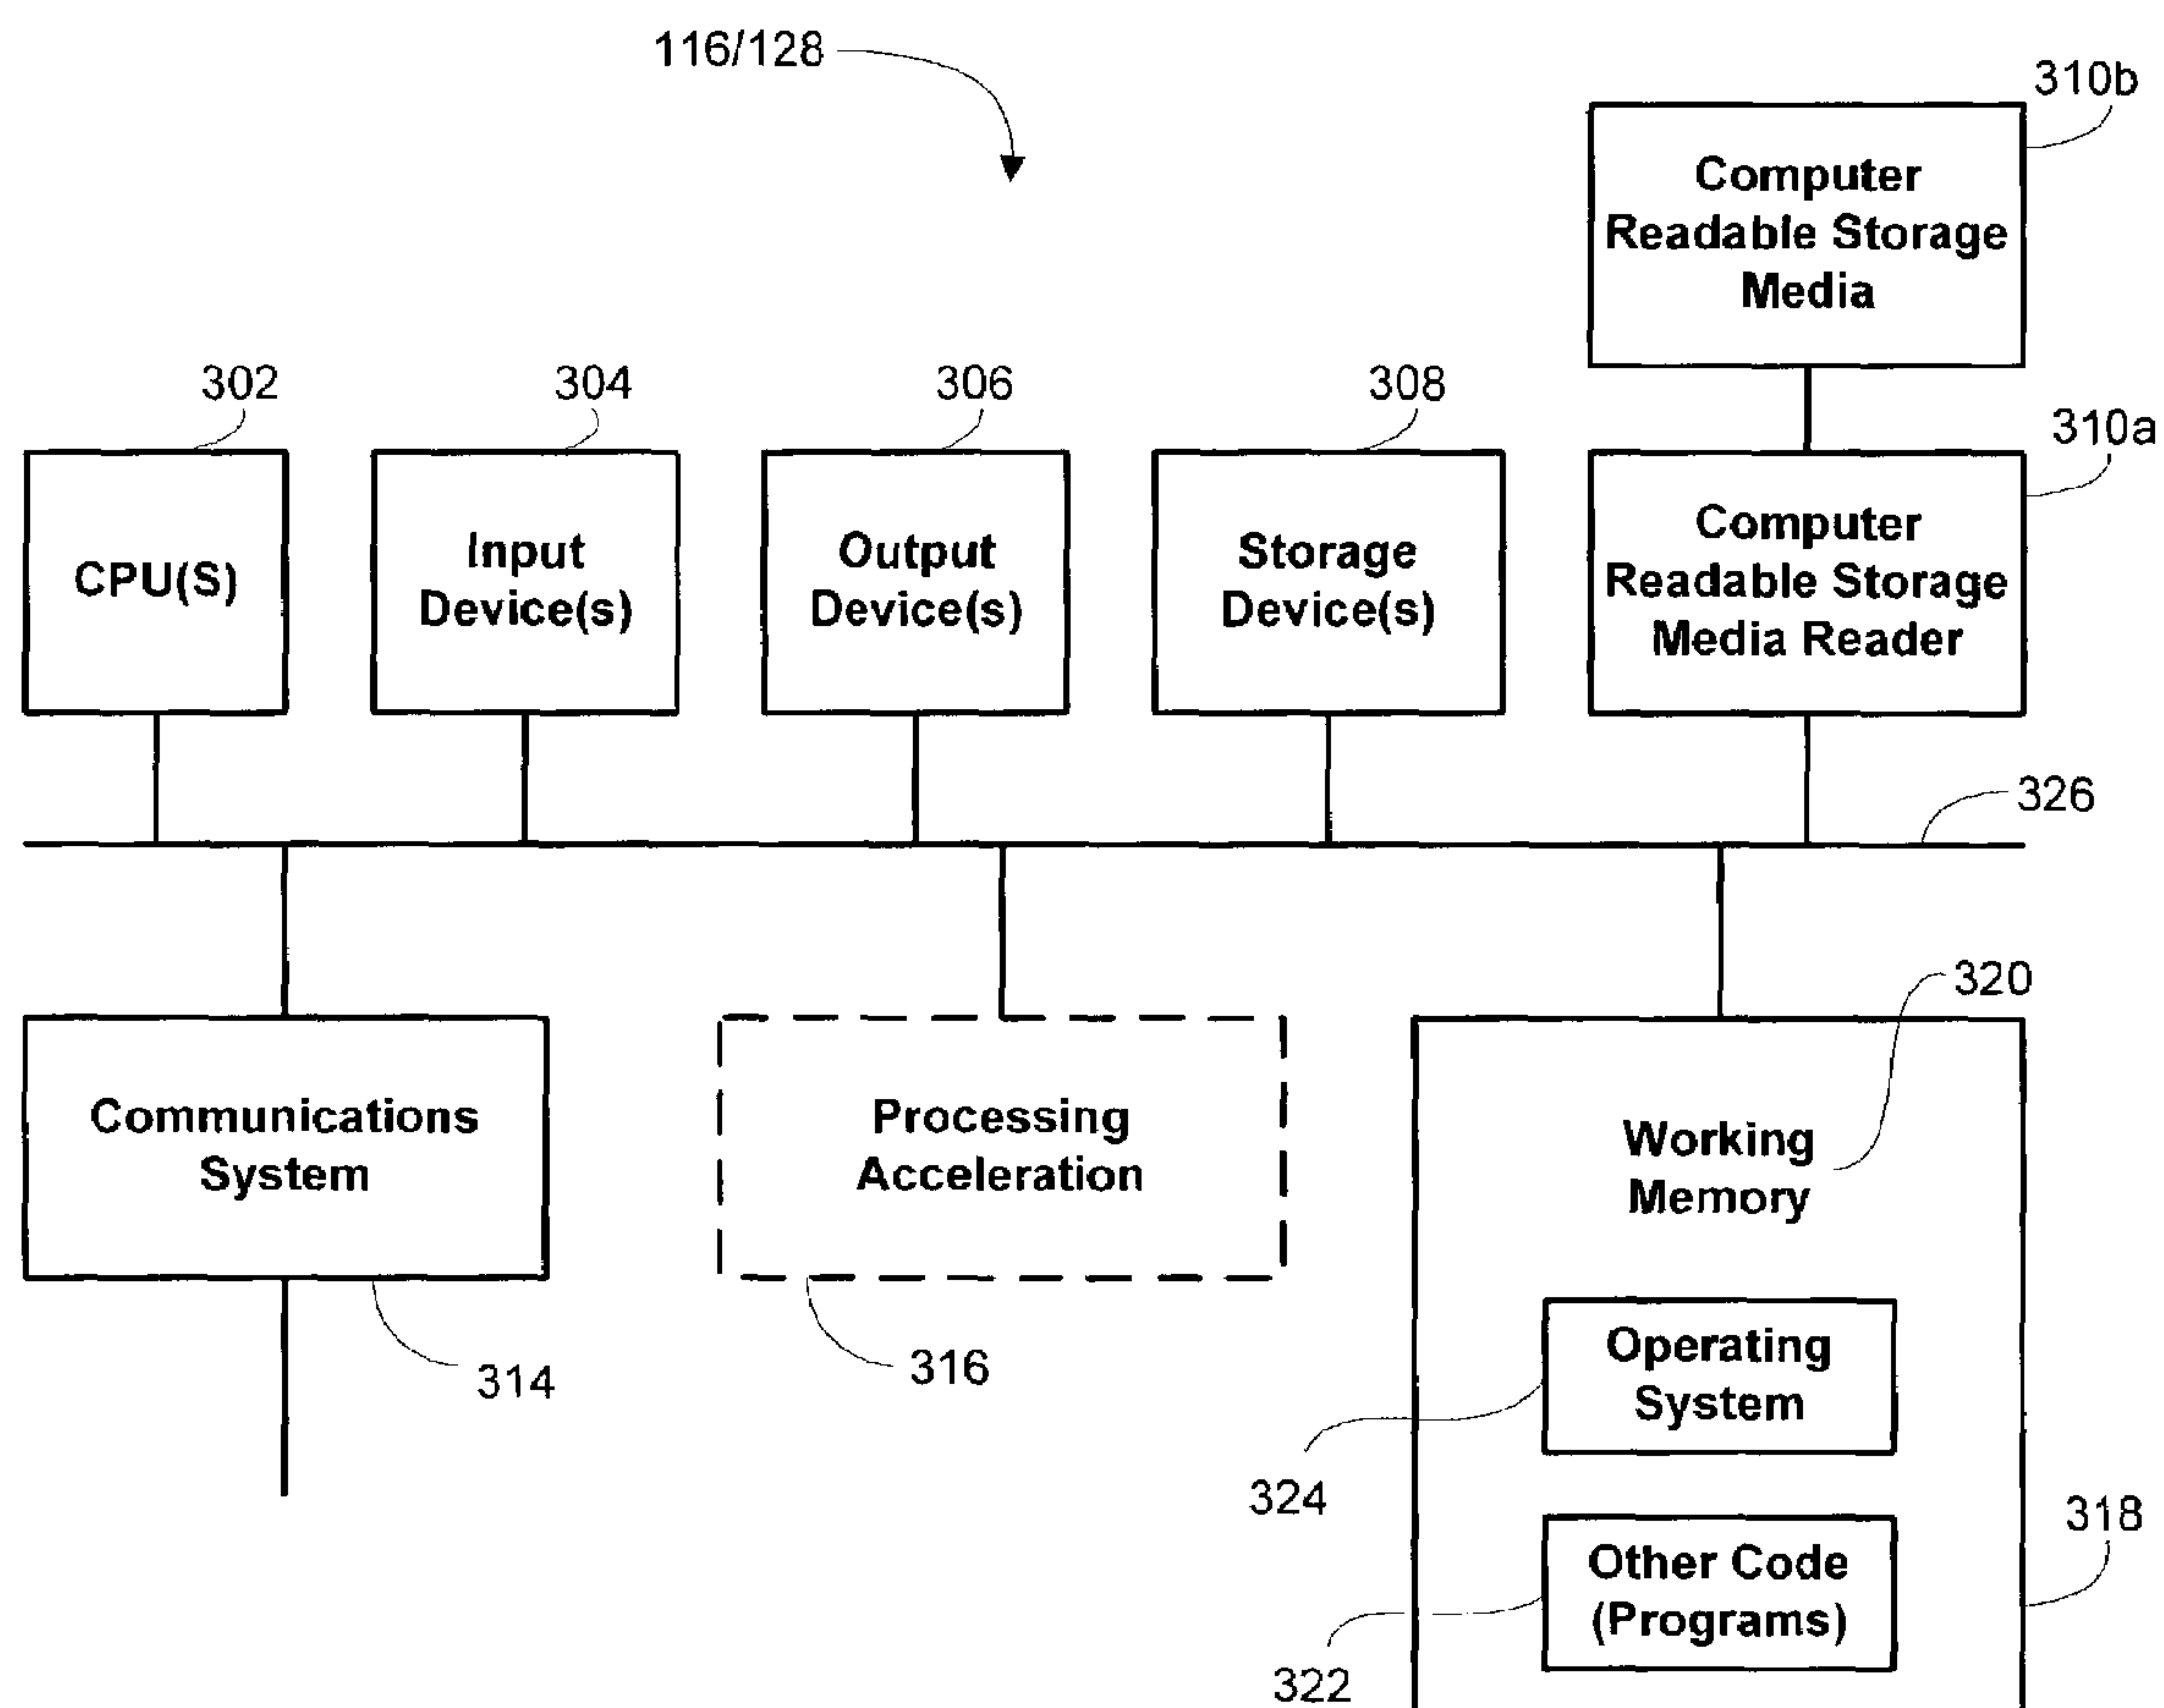 116/128
310b
Computer
Readable Storage
Media
302
304
306
308
310a
CPU(S)
Input
Device(s)
Output
Device(s)
Storage
Device(s)
Computer
Readable Storage
Media Reader
326
320
Communications
System
Processing
Acceleration
Working
Memory
314
316
Operating
System
324
318
Other Code
(Programs)
322